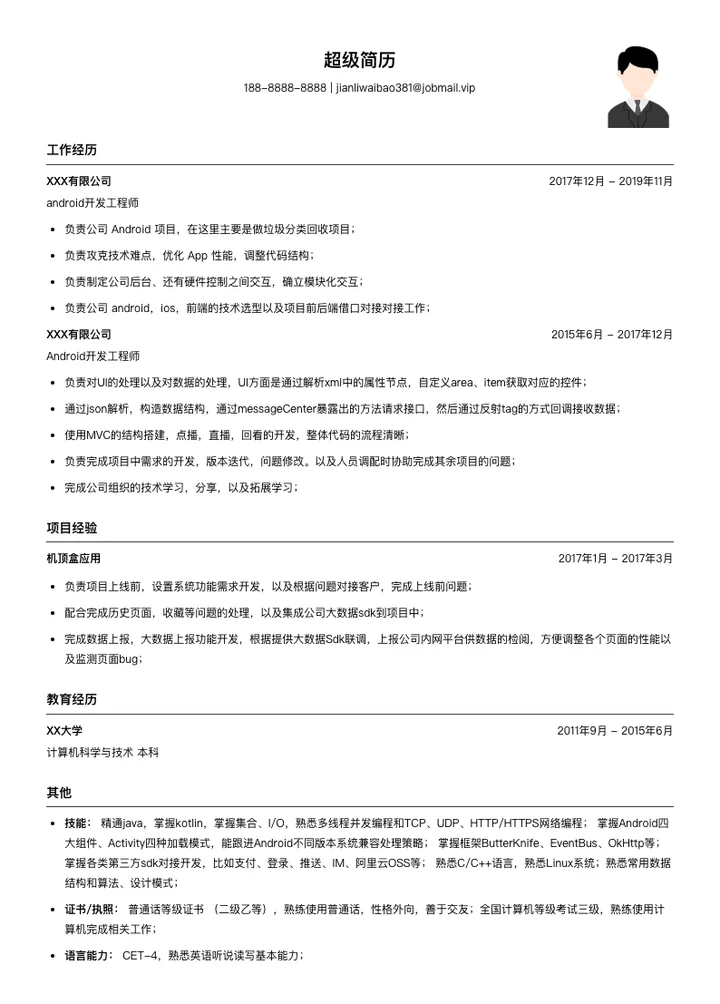 超级简历
188-8888-8888 | jianliwaibao381@jobmail.vip
工作经历
XXX有限公司 2017年12月 – 2019年11月
android开发工程师
• 负责公司 Android 项目，在这里主要是做垃圾分类回收项目；
• 负责攻克技术难点，优化 App 性能，调整代码结构；
• 负责制定公司后台、还有硬件控制之间交互，确立模块化交互；
• 负责公司 android，ios，前端的技术选型以及项目前后端借口对接对接工作；
XXX有限公司 2015年6月 – 2017年12月
Android开发工程师
• 负责对UI的处理以及对数据的处理，UI方面是通过解析xml中的属性节点，自定义area、item获取对应的控件；
• 通过json解析，构造数据结构，通过messageCenter暴露出的方法请求接口，然后通过反射tag的方式回调接收数据；
• 使用MVC的结构搭建，点播，直播，回看的开发，整体代码的流程清晰；
• 负责完成项目中需求的开发，版本迭代，问题修改。以及人员调配时协助完成其余项目的问题；
• 完成公司组织的技术学习，分享，以及拓展学习；
项目经验
机顶盒应用 2017年1月 – 2017年3月
• 负责项目上线前，设置系统功能需求开发，以及根据问题对接客户，完成上线前问题；
• 配合完成历史页面，收藏等问题的处理，以及集成公司大数据sdk到项目中；
• 完成数据上报，大数据上报功能开发，根据提供大数据Sdk联调，上报公司内网平台供数据的检阅，方便调整各个页面的性能以
及监测页面bug；
教育经历
XX大学 2011年9月 – 2015年6月
计算机科学与技术 本科
其他
• 技能： 精通java，掌握kotlin，掌握集合、I/O，熟悉多线程并发编程和TCP、UDP、HTTP/HTTPS网络编程； 掌握Android四
大组件、Activity四种加载模式，能跟进Android不同版本系统兼容处理策略； 掌握框架ButterKnife、EventBus、OkHttp等；
掌握各类第三方sdk对接开发，比如支付、登录、推送、IM、阿里云OSS等； 熟悉C/C++语言，熟悉Linux系统；熟悉常用数据
结构和算法、设计模式；
• 证书/执照： 普通话等级证书 （二级乙等），熟练使用普通话，性格外向，善于交友；全国计算机等级考试三级，熟练使用计
算机完成相关工作；
• 语言能力： CET-4，熟悉英语听说读写基本能力；